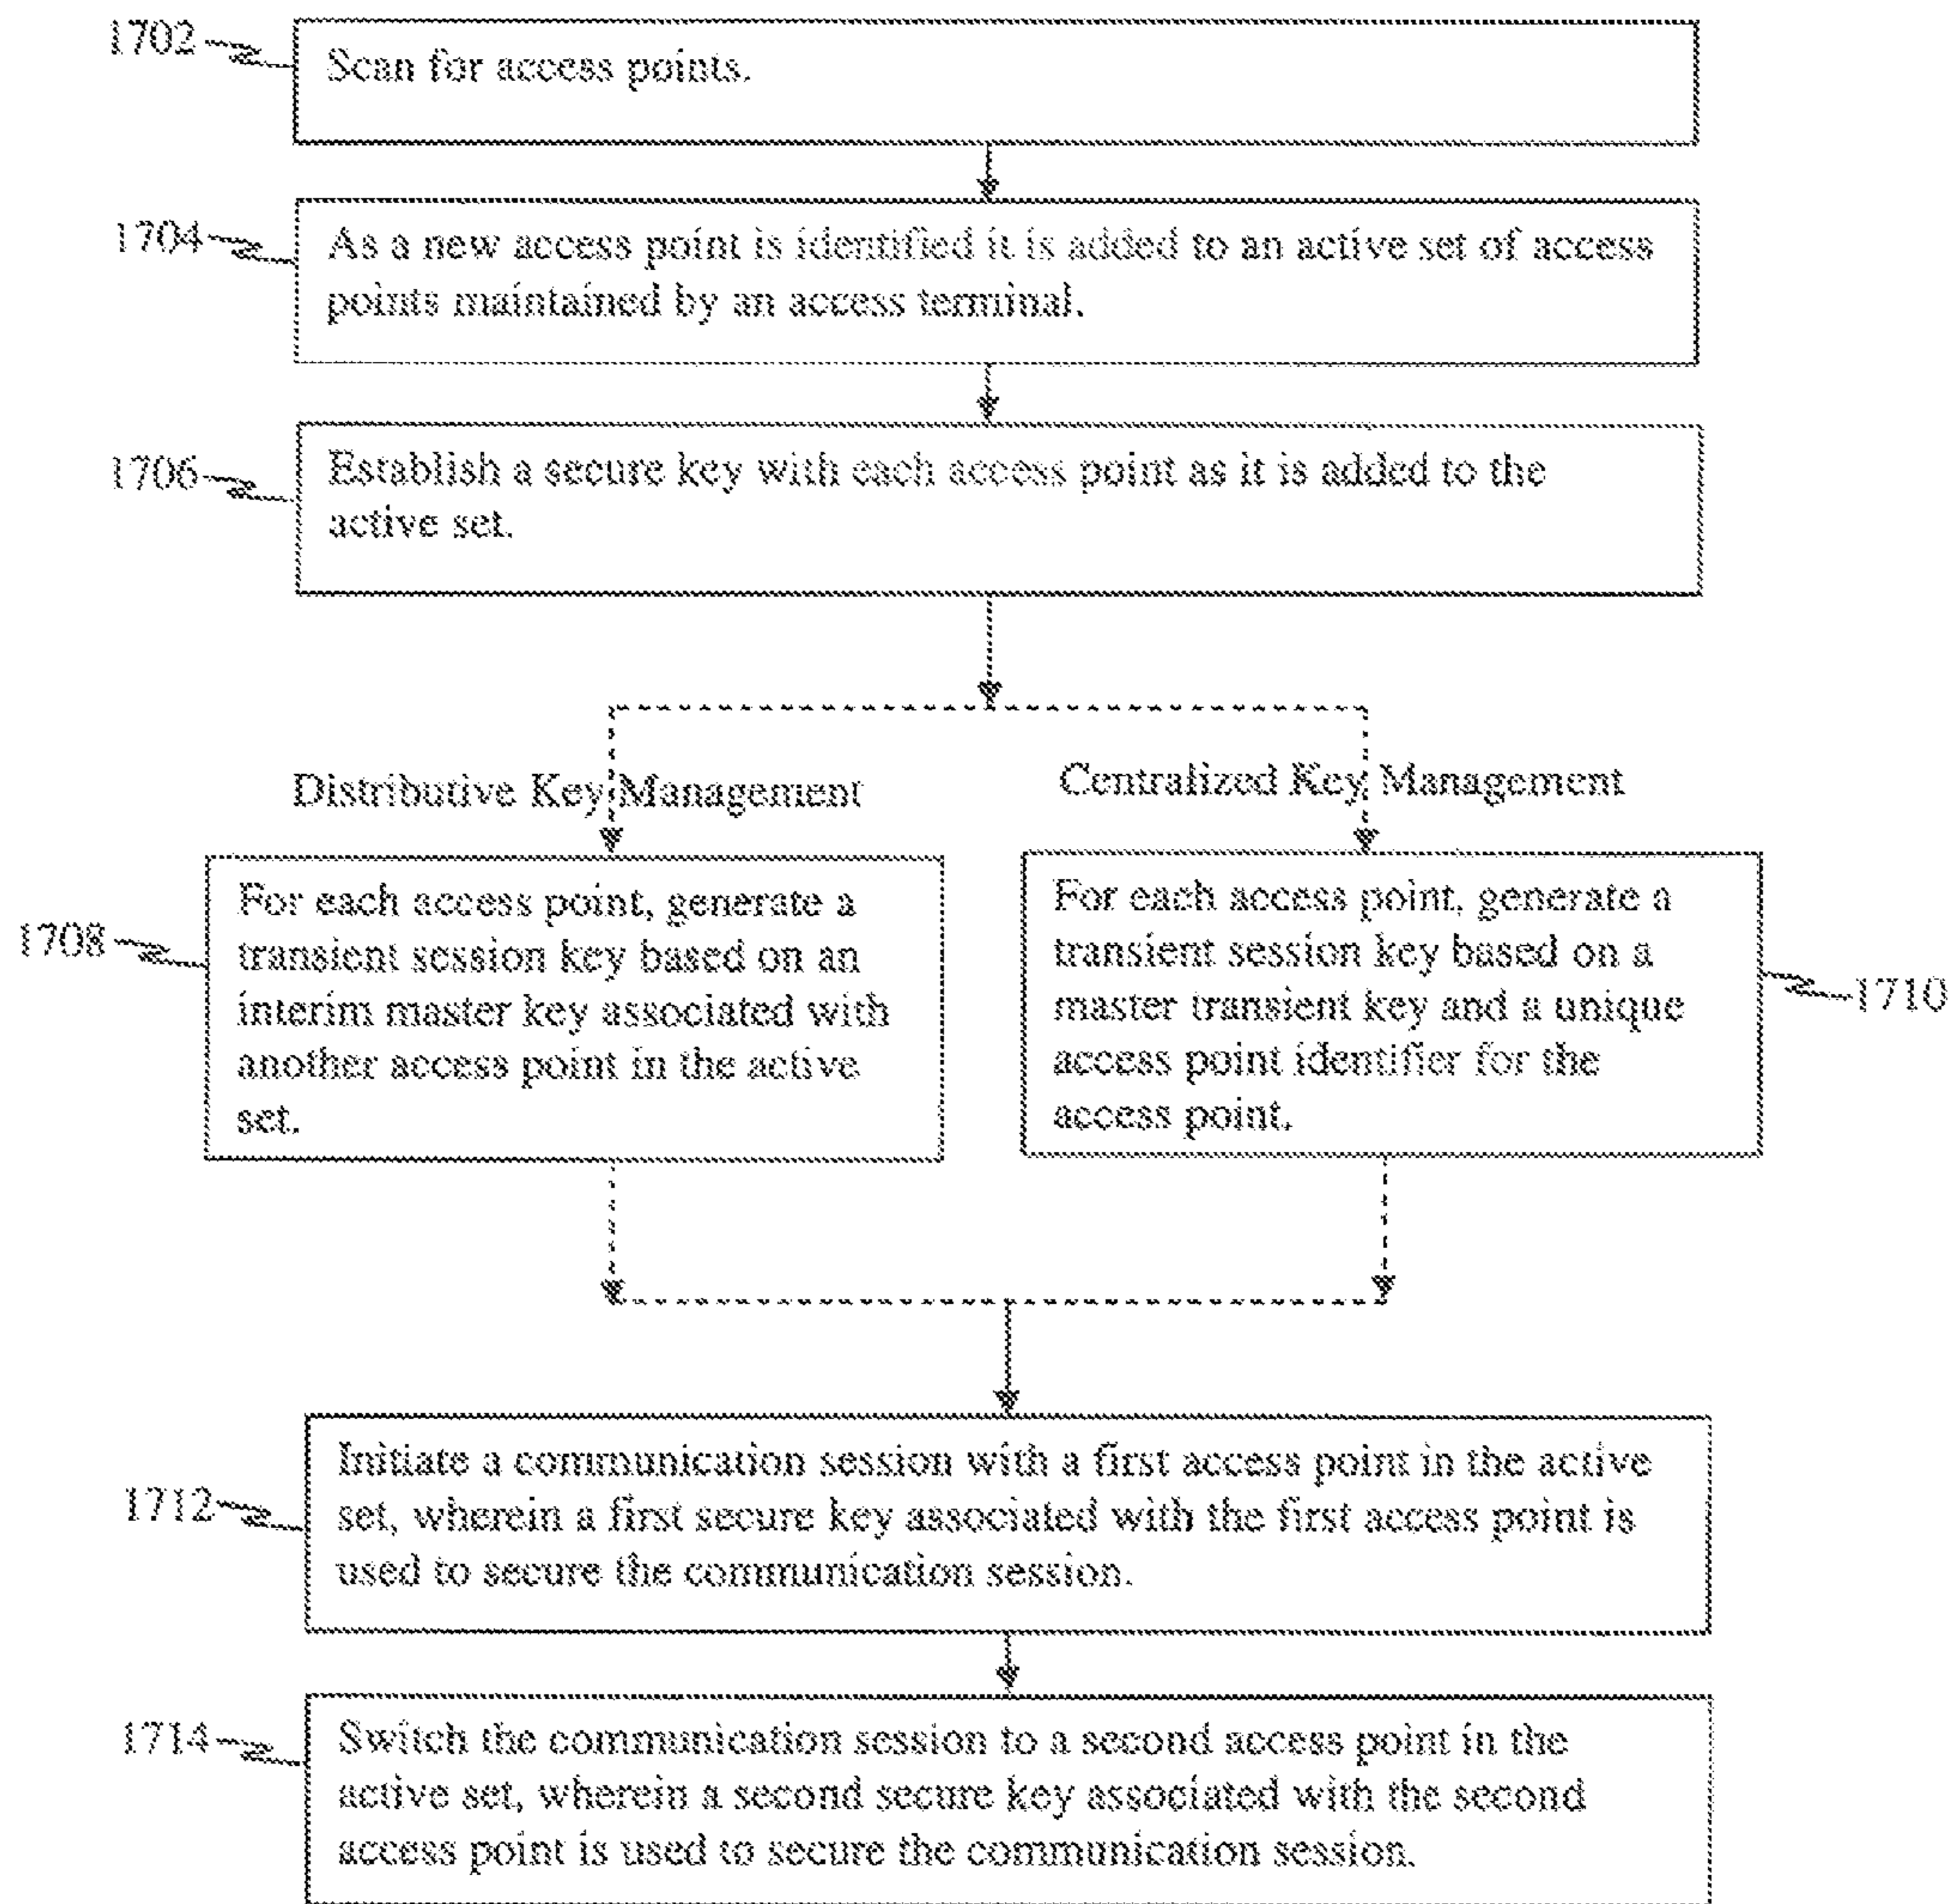 1702
Scan for access points.
1704
As a new access point is identified it is added to an active set of access
points maintained by an access terminal.
1706
Establish a secure key with each access point as it is added to the
active set.
Distributive Key Management
Centralized Key Management
1708
For each access point, generate a
transient session key based on an
interim master key associated with
another access point in the active
set.
For each access point, generate a
transient session key based on a
master transient key and a unique
access point identifier for the
access point.
1710
1712
Initiate a communication session with a first access point in the active
set, wherein a first secure key associated with the first access point is
used to secure the communication session.
1714
Switch the communication session to a second access point in the
active set, wherein a second secure key associated with the second
access point is used to secure the communication session.